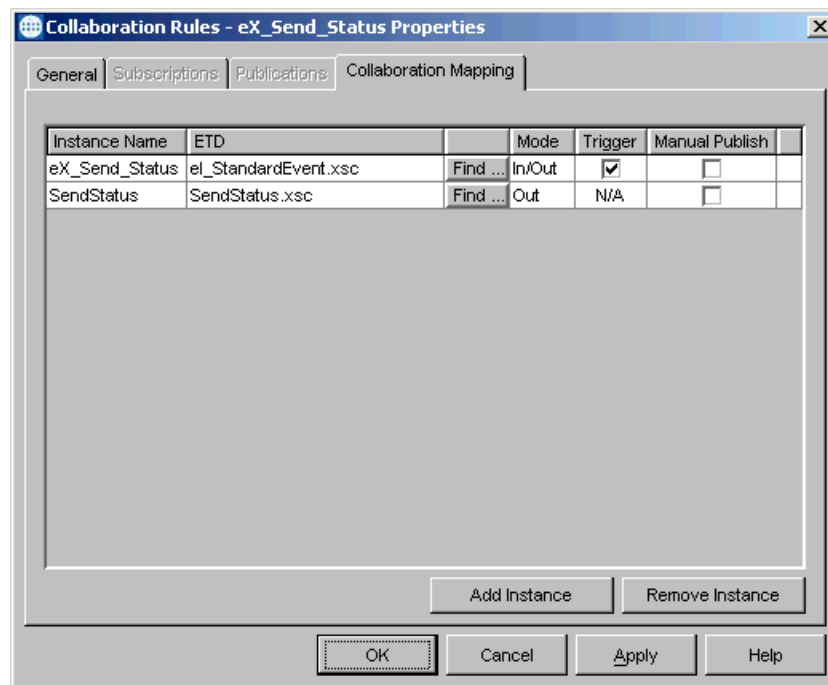 Collaboration Rules - eX_Send_Status Properties
General Subscriptions Publications Collaboration Mapping
Instance Name ETD Mode Trigger Manual Publish
eX_Send_Status eI_StandardEvent.xsc Find ... In/Out
SendStatus SendStatus.xsc Find ... Out N/A
Add Instance Remove Instance
OK Cancel Apply Help